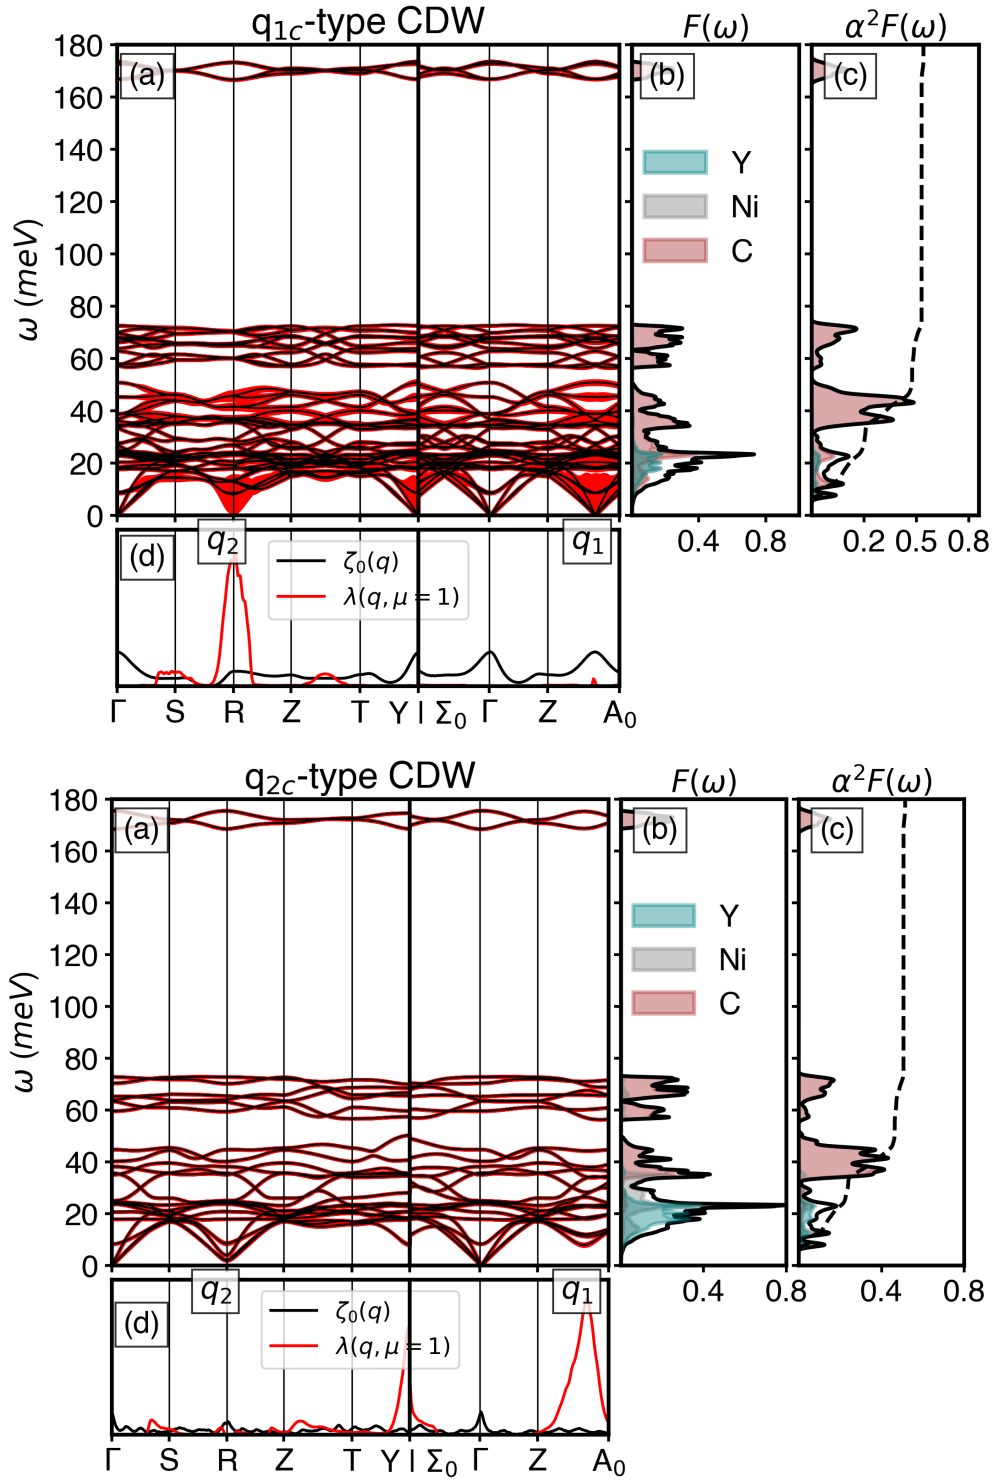 q1c-type CDW F(ω) α²F(ω)
180
160
140
120
100
80
60
40
20
0
ω (meV)
(a) (b) (c)
Y
Ni
C
0.4 0.8 0.2 0.5 0.8
(d) q2 q1
ζ0(q)
λ(q, μ = 1)
Γ S R Z T Y | Σ0 Γ Z A0
q2c-type CDW F(ω) α²F(ω)
180
160
140
120
100
80
60
40
20
0
ω (meV)
(a) (b) (c)
Y
Ni
C
0.4 0.8 0.4 0.8
(d) q2 q1
ζ0(q)
λ(q, μ = 1)
Γ S R Z T Y | Σ0 Γ Z A0